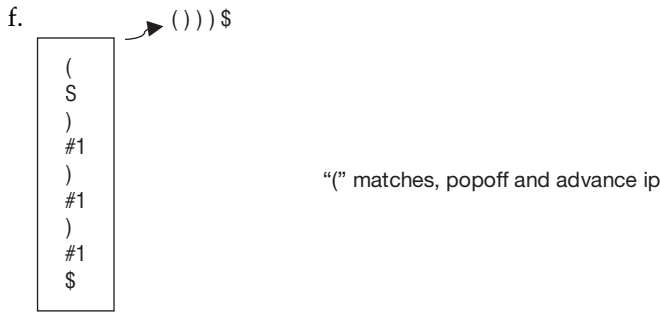 f.
( ) ) ) $
(
S
)
#1
)
#1
)
#1
$
“(” matches, popoff and advance ip